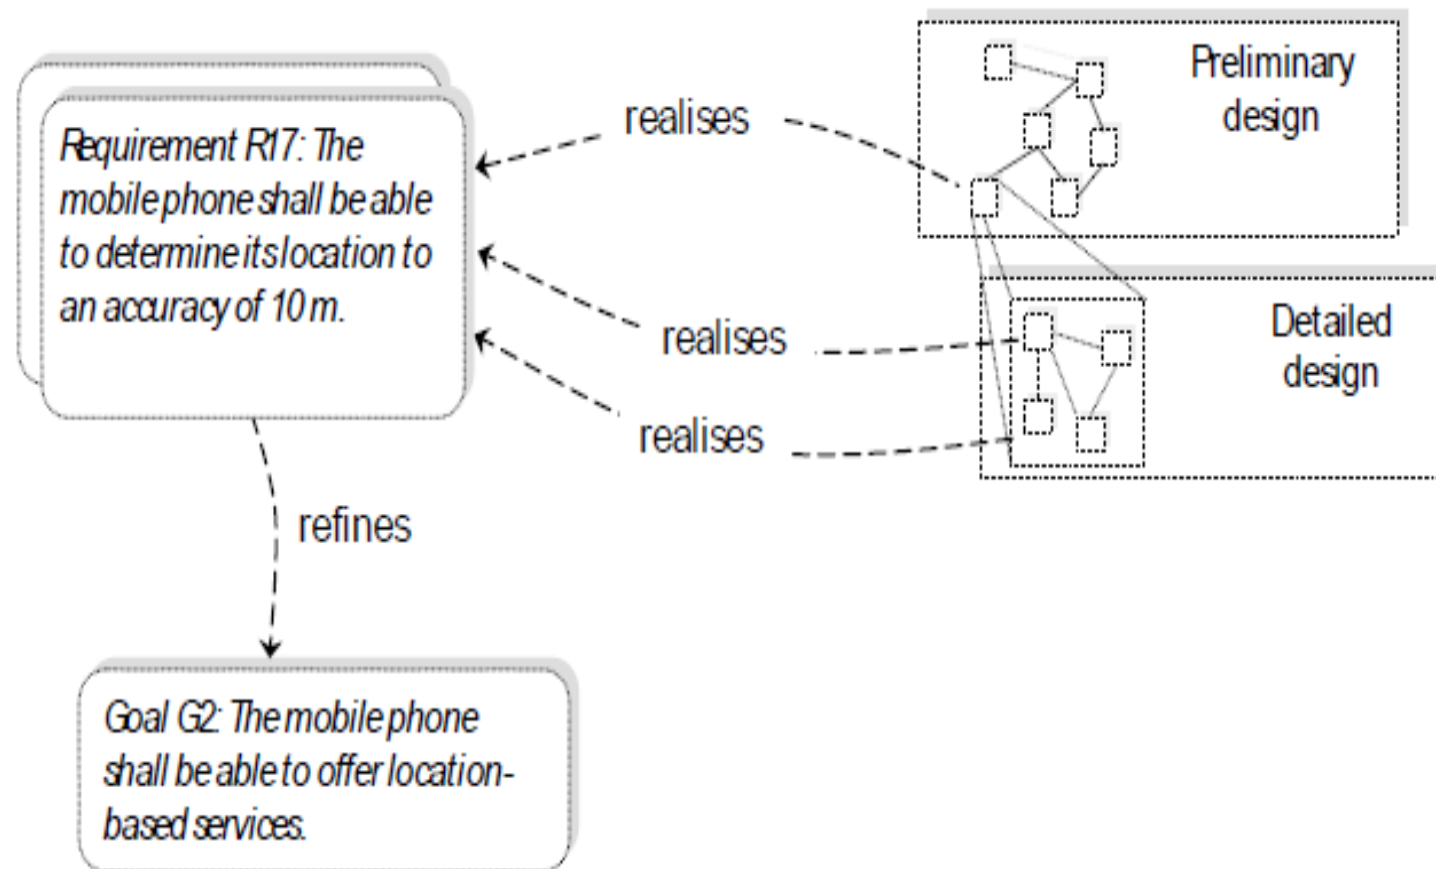 Requirement R17: The
mobile phone shall be able
to determine its location to
an accuracy of 10 m.
realises
realises
realises
Preliminary
design
Detailed
design
refines
Goal G2: The mobile phone
shall be able to offer location-
based services.